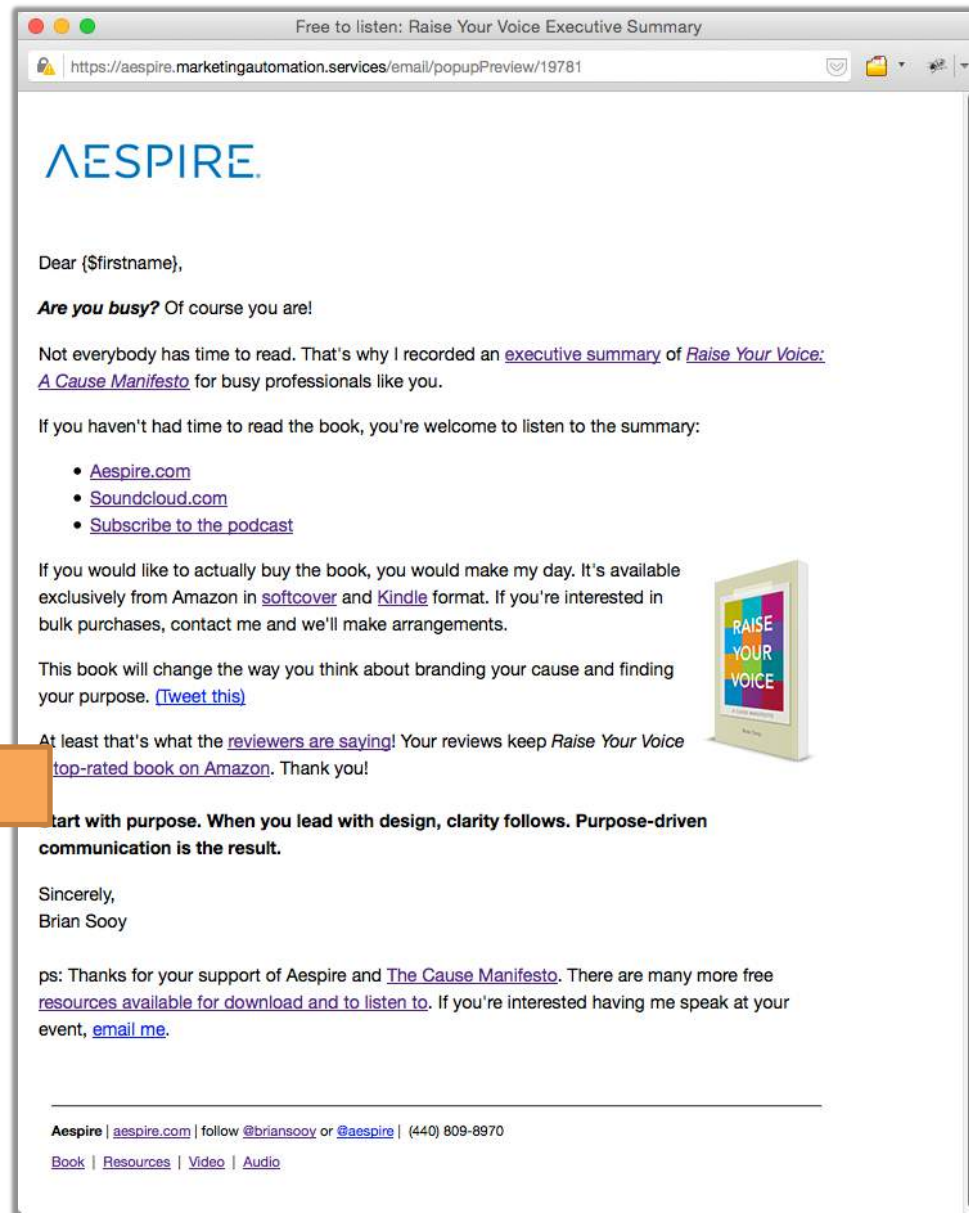 Free to listen: Raise Your Voice Executive Summary
https://aespire.marketingautomation.services/email/popupPreview/19781
AESPIRE
Dear {$firstname},
Are you busy? Of course you are!
Not everybody has time to read. That's why I recorded an executive summary of Raise Your Voice:
A Cause Manifesto for busy professionals like you.
If you haven't had time to read the book, you're welcome to listen to the summary:
• Aespire.com
• Soundcloud.com
• Subscribe to the podcast
If you would like to actually buy the book, you would make my day. It's available
exclusively from Amazon in softcover and Kindle format. If you're interested in
bulk purchases, contact me and we'll make arrangements.
RAISE
YOUR
VOICE
A CAUSE MANIFESTO
Brian Sooy
This book will change the way you think about branding your cause and finding
your purpose. (Tweet this)
At least that's what the reviewers are saying! Your reviews keep Raise Your Voice
top-rated book on Amazon. Thank you!
Start with purpose. When you lead with design, clarity follows. Purpose-driven
communication is the result.
Sincerely,
Brian Sooy
ps: Thanks for your support of Aespire and The Cause Manifesto. There are many more free
resources available for download and to listen to. If you're interested having me speak at your
event, email me.
Aespire | aespire.com | follow @briansooy or @aespire | (440) 809-8970
Book | Resources | Video | Audio